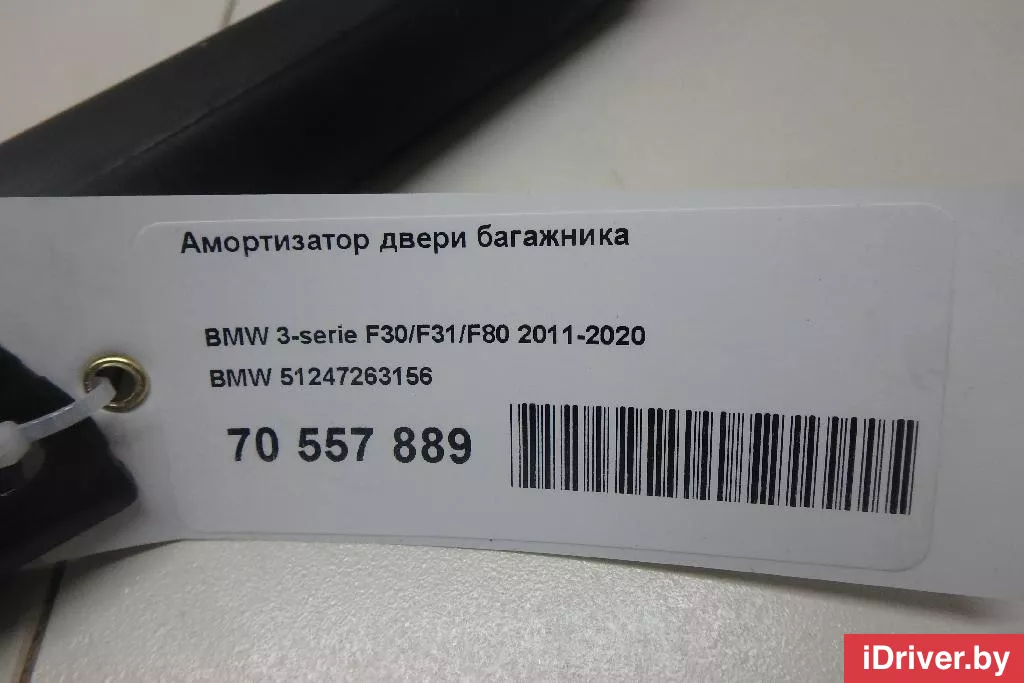 Амортизатор двери багажника
BMW 3-serie F30/F31/F80 2011-2020
BMW 51247263156
70 557 889
iDriver.by